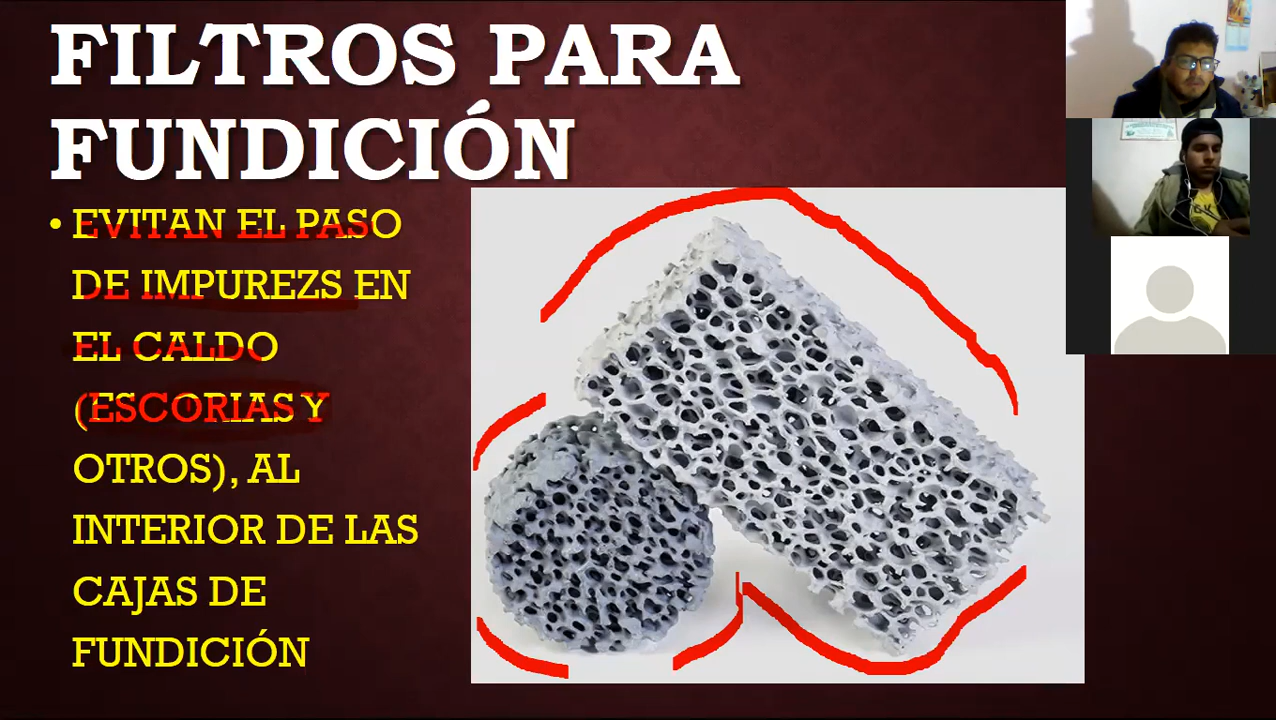 FILTROS PARA
FUNDICIÓN
• EVITAN EL PASO
DE IMPUREZS EN
EL CALDO
(ESCORIAS Y
OTROS), AL
INTERIOR DE LAS
CAJAS DE
FUNDICIÓN